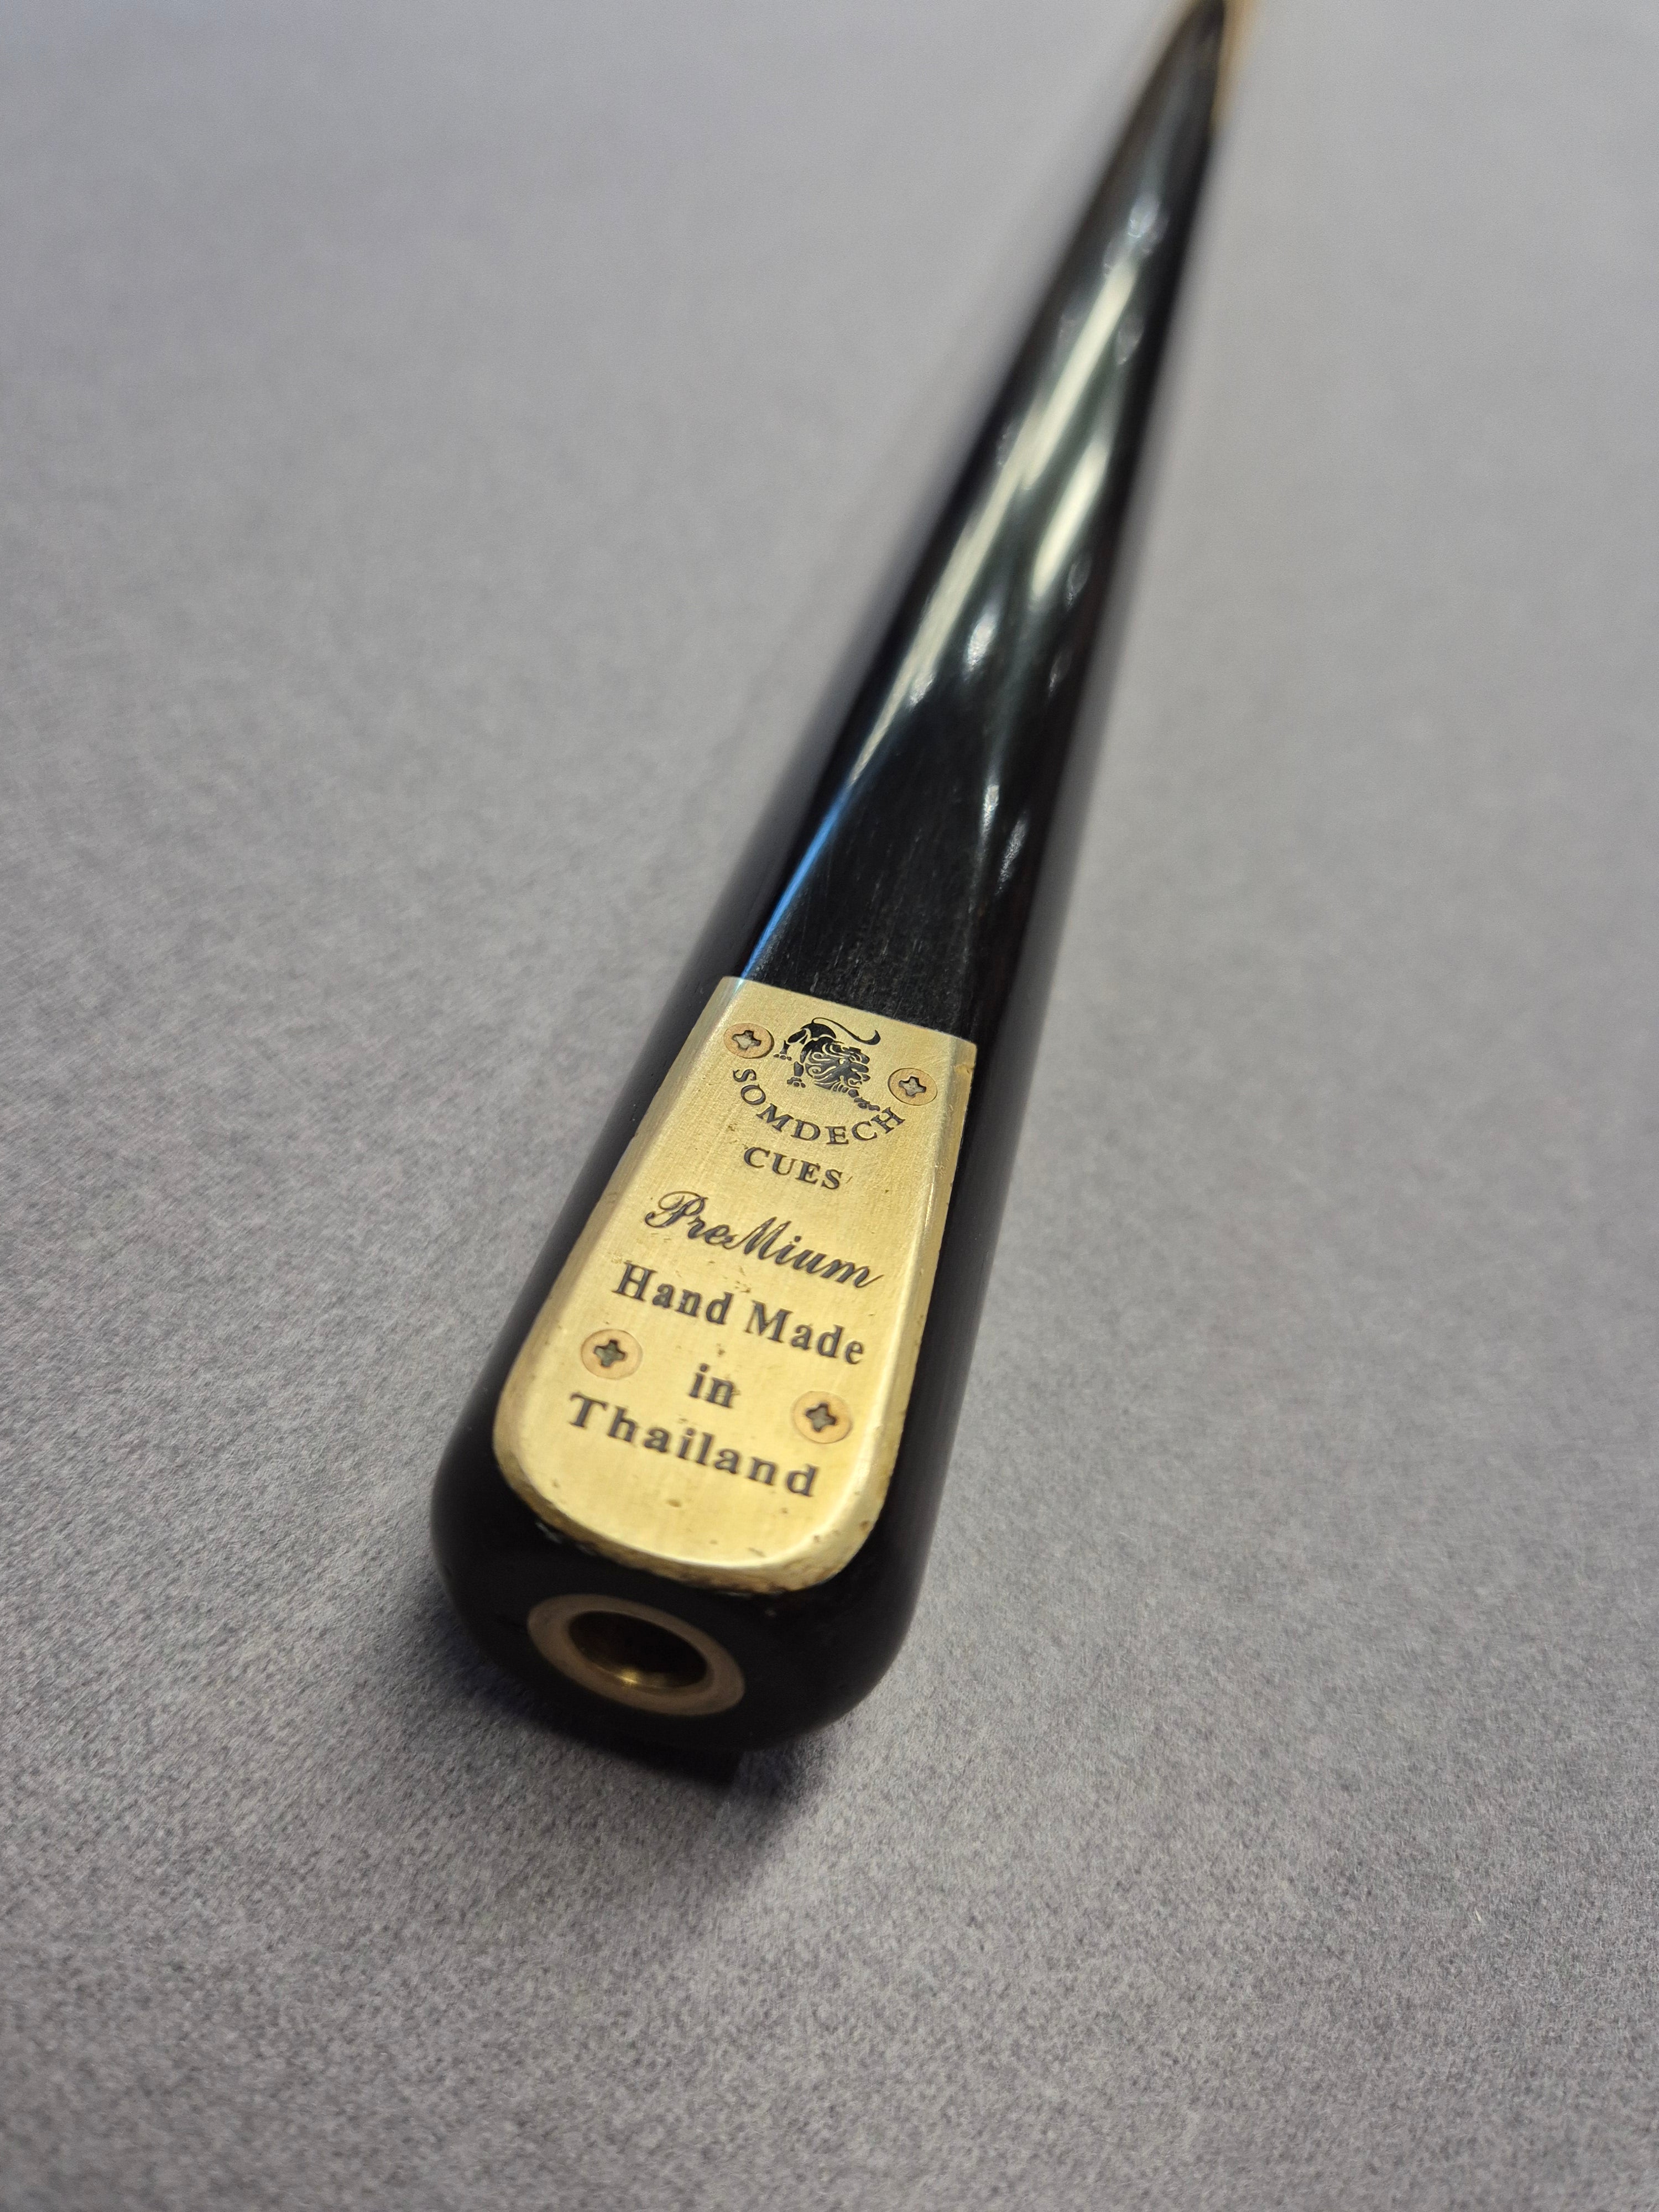 SOMDECH
CUES
PreMium
Hand Made
in
Thailand